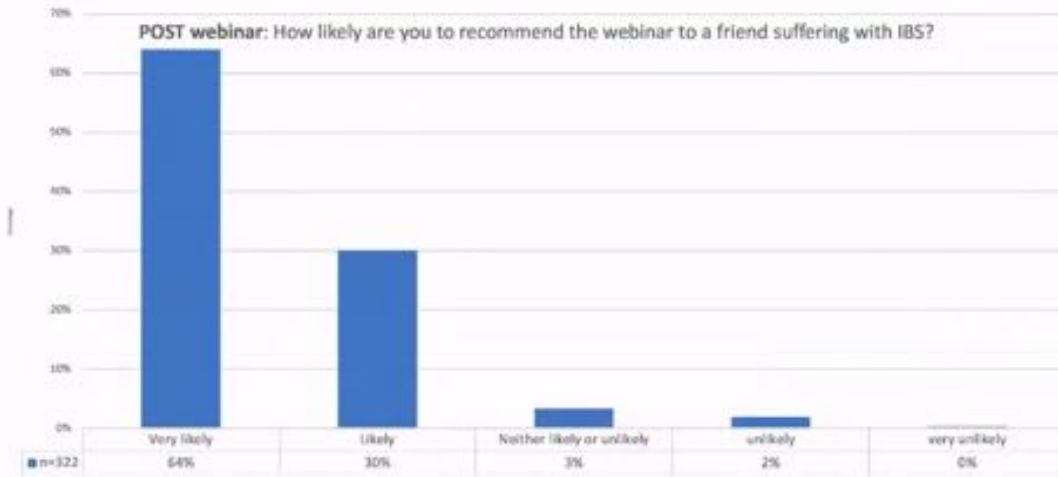 70%
POST webinar: How likely are you to recommend the webinar to a friend suffering with IBS?
60%
50%
40%
30%
20%
10%
0%
Very likely Likely Neither likely or unlikely unlikely very unlikely
n=322 64% 30% 3% 2% 0%